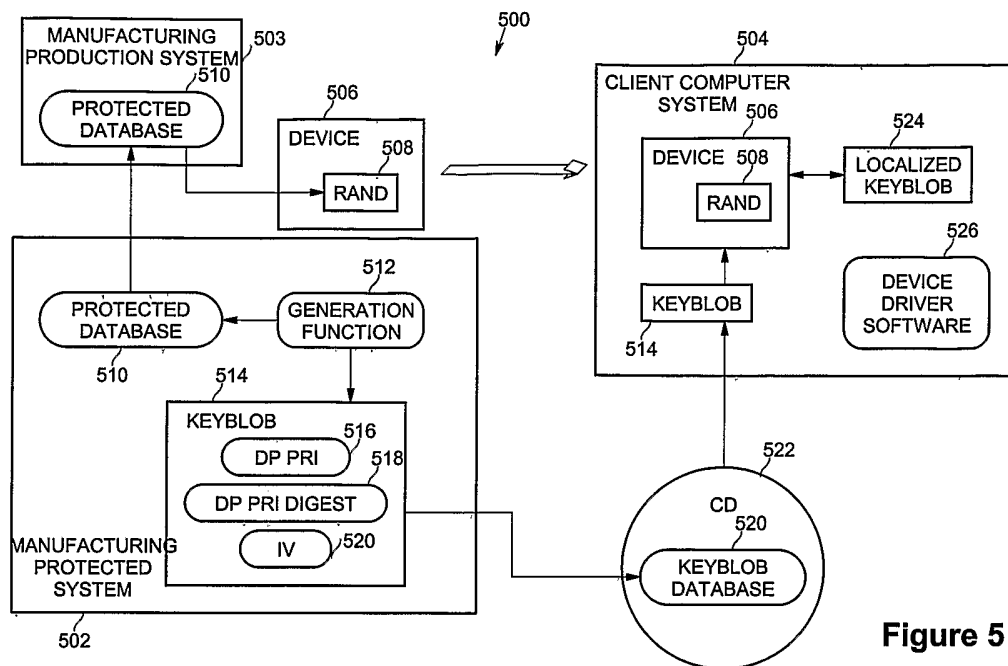 500
MANUFACTURING
PRODUCTION SYSTEM
503
510
PROTECTED
DATABASE
506
DEVICE
508
RAND
504
CLIENT COMPUTER
SYSTEM
506
DEVICE
508
RAND
524
LOCALIZED
KEYBLOB
526
DEVICE
DRIVER
SOFTWARE
KEYBLOB
514
PROTECTED
DATABASE
510
512
GENERATION
FUNCTION
514
KEYBLOB
516
DP PRI
518
DP PRI DIGEST
IV
520
MANUFACTURING
PROTECTED
SYSTEM
502
522
CD
520
KEYBLOB
DATABASE
Figure 5